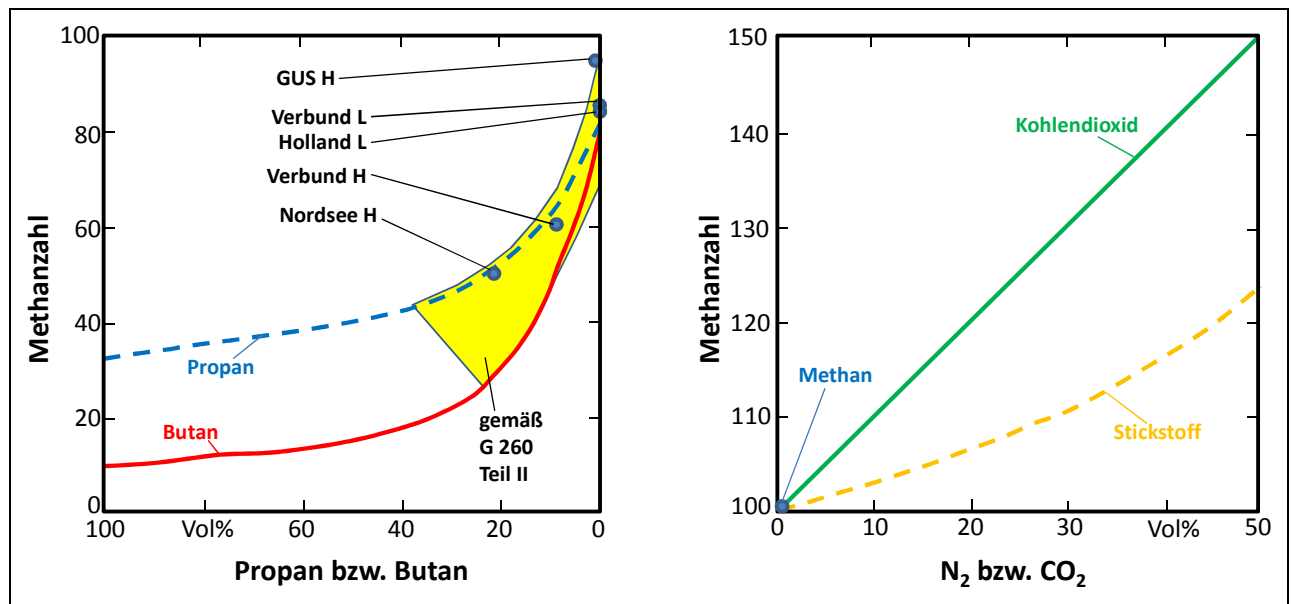 100
80
60
40
20
0
Methanzahl
GUS H
Verbund L
Holland L
Verbund H
Nordsee H
Propan
Butan
gemäß
G 260
Teil II
100 Vol% 60 40 20 0
Propan bzw. Butan
150
140
130
120
110
100
Methanzahl
Kohlendioxid
Methan
Stickstoff
0 10 20 30 Vol% 50
N₂ bzw. CO₂